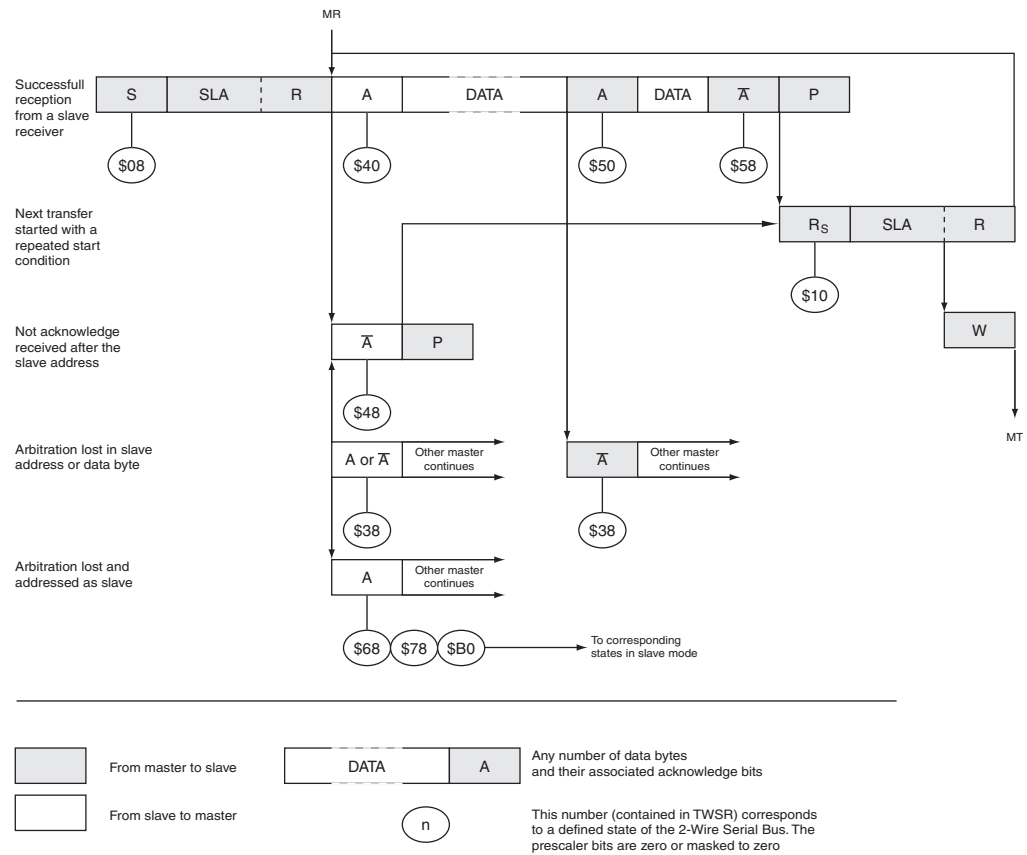 MR
Successfull
reception
from a slave
receiver
S SLA R A DATA A DATA A̅ P
$08 $40 $50 $58
Next transfer
started with a
repeated start
condition
RS SLA R
$10
Not acknowledge
received after the
slave address
A̅ P
W
$48
MT
Arbitration lost in slave
address or data byte
A or A̅ Other master
continues
A̅ Other master
continues
$38 $38
Arbitration lost and
addressed as slave
A Other master
continues
$68 $78 $B0 To corresponding
states in slave mode
From master to slave
DATA A
Any number of data bytes
and their associated acknowledge bits
From slave to master
n
This number (contained in TWSR) corresponds
to a defined state of the 2-Wire Serial Bus. The
prescaler bits are zero or masked to zero